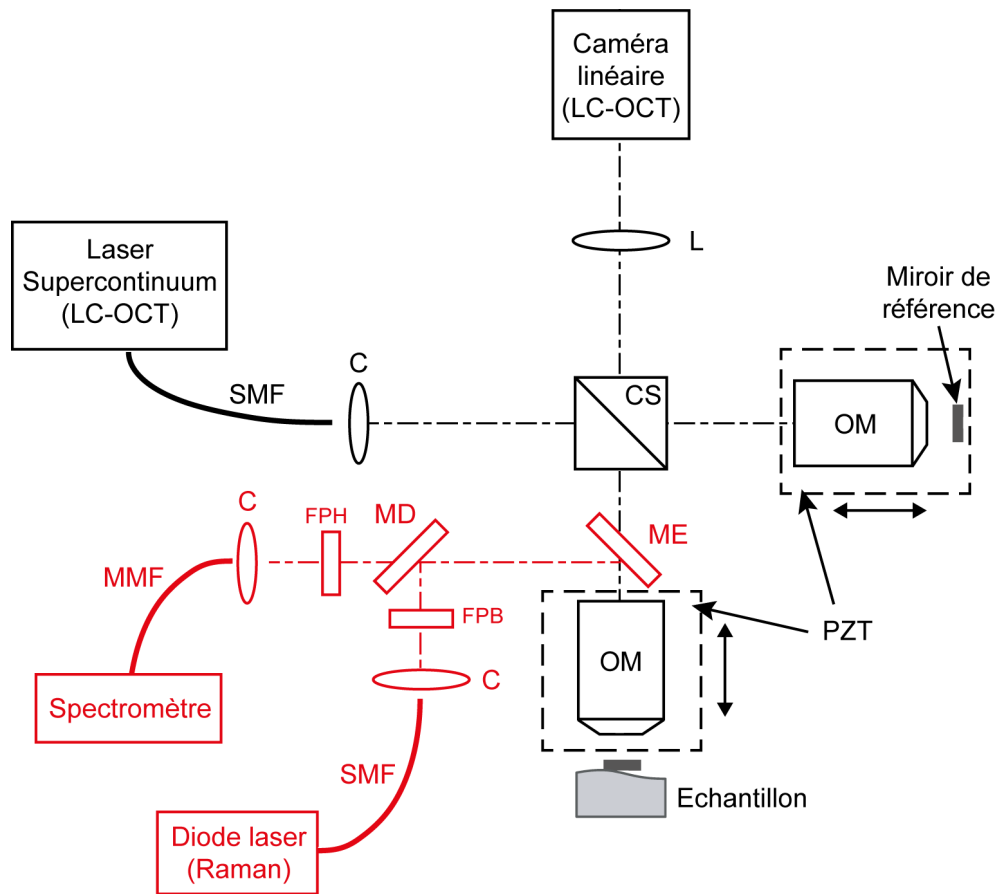 Caméra
linéaire
(LC-OCT)
L
Laser
Supercontinuum
(LC-OCT)
Miroir de
référence
C
SMF
CS
OM
C
FPH
MD
ME
MMF
FPB
PZT
OM
C
Spectromètre
SMF
Echantillon
Diode laser
(Raman)